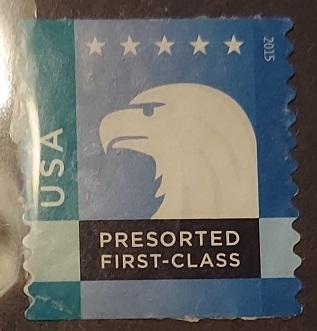 2015
USA
PRESORTED
FIRST-CLASS